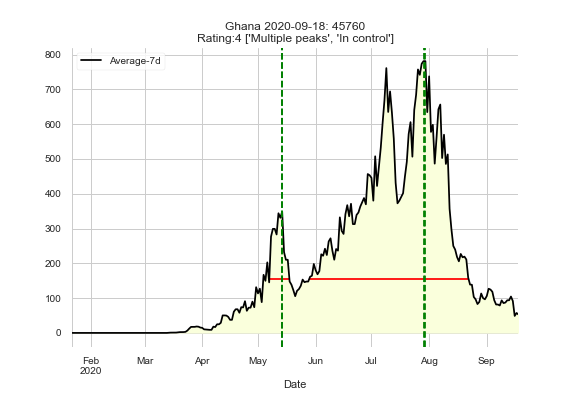 Ghana 2020-09-18: 45760
Rating:4 ['Multiple peaks', 'In control']
Average-7d
800
700
600
500
400
300
200
100
0
Feb
2020
Mar
Apr
May
Jun
Jul
Aug
Sep
Date